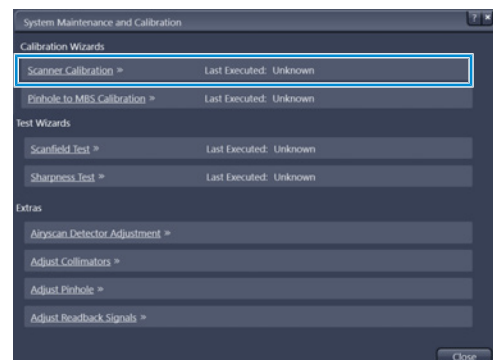 System Maintenance and Calibration ? ×
Calibration Wizards
Scanner Calibration » Last Executed: Unknown
Pinhole to MBS Calibration » Last Executed: Unknown
Test Wizards
Scanfield Test » Last Executed: Unknown
Sharpness Test » Last Executed: Unknown
Extras
Airyscan Detector Adjustment »
Adjust Collimators »
Adjust Pinhole »
Adjust Readback Signals »
Close